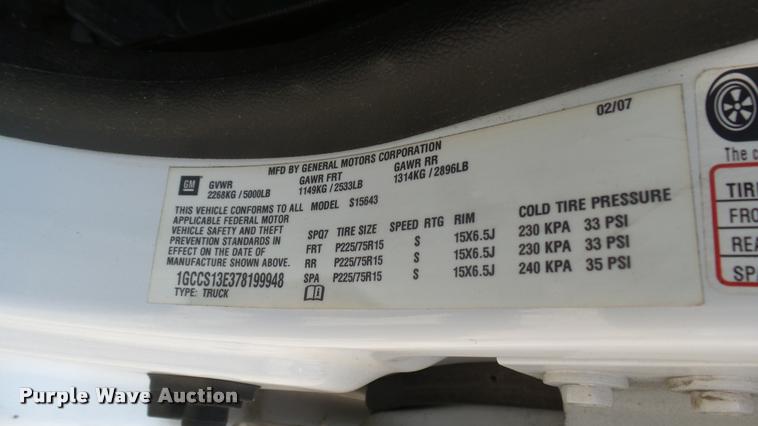 02/07
MFD BY GENERAL MOTORS CORPORATION
GM GVWR GAWR FRT GAWR RR
2268KG / 5000LB 1149KG / 2533LB 1314KG / 2896LB
THIS VEHICLE CONFORMS TO ALL MODEL S15643
APPLICABLE FEDERAL MOTOR
VEHICLE SAFETY AND THEFT
PREVENTION STANDARDS IN
EFFECT ON THE DATE OF
MANUFACTURE SHOWN ABOVE.
1GCCS13E378199948
TYPE: TRUCK
SPQ7 TIRE SIZE SPEED RTG RIM COLD TIRE PRESSURE
FRT P225/75R15 S 15X6.5J 230 KPA 33 PSI
RR P225/75R15 S 15X6.5J 230 KPA 33 PSI
SPA P225/75R15 S 15X6.5J 240 KPA 35 PSI
The c
TIR
FRO
REA
SPA
Purple Wave Auction